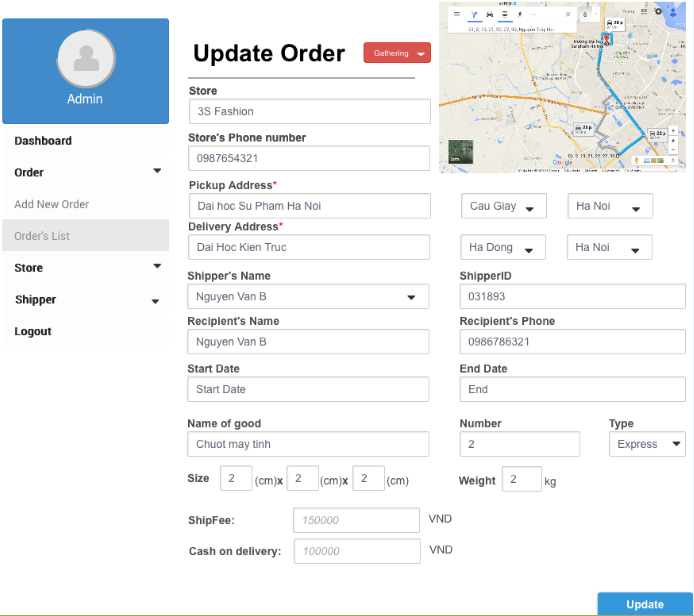 Admin
Dashboard
Order
Add New Order
Order's List
Store
Shipper
Logout
Update Order
Gathering
Store
3S Fashion
Store's Phone number
0987654321
Pickup Address*
Dai hoc Su Pham Ha Noi
Cau Giay
Ha Noi
Delivery Address*
Dai Hoc Kien Truc
Ha Dong
Ha Noi
Shipper's Name
ShipperID
Nguyen Van B
031893
Recipient's Name
Recipient's Phone
Nguyen Van B
0986786321
Start Date
End Date
Start Date
End
Name of good
Number
Type
Chuot may tinh
2
Express
Size 2 (cm)x 2 (cm)x 2 (cm)
Weight 2 kg
ShipFee: 150000 VND
Cash on delivery: 100000 VND
Update
Google